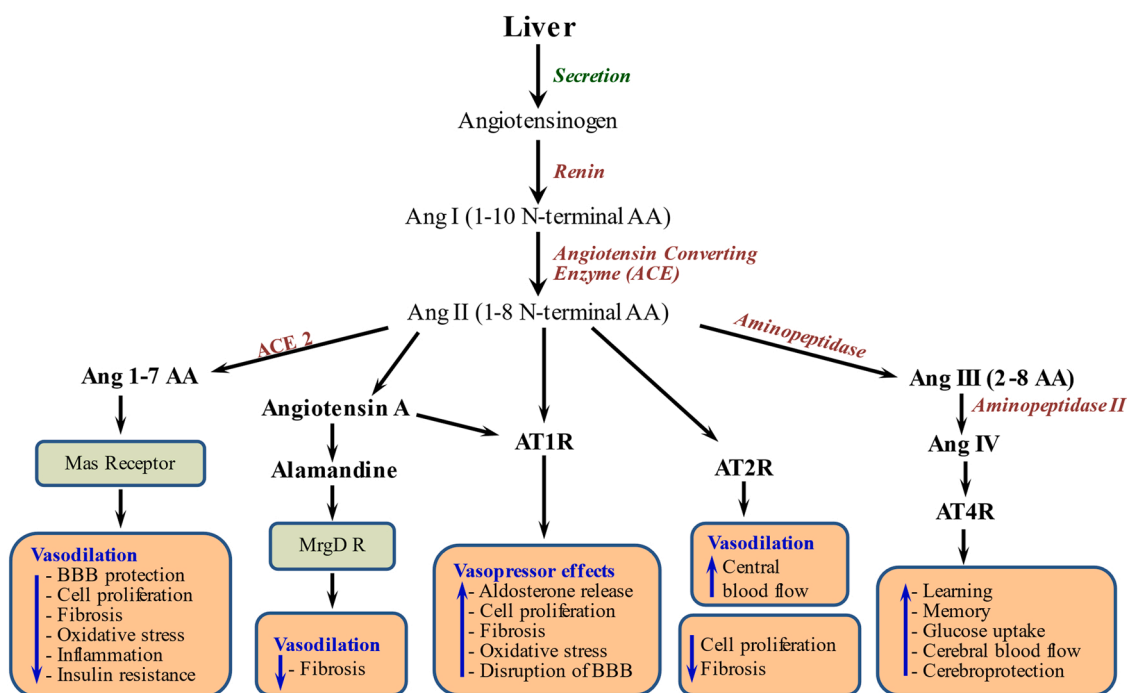 Liver
Secretion
Angiotensinogen
Renin
Ang I (1-10 N-terminal AA)
Angiotensin Converting
Enzyme (ACE)
Ang II (1-8 N-terminal AA)
ACE 2
Aminopeptidase
Ang 1-7 AA
Ang III (2-8 AA)
Angiotensin A
Aminopeptidase II
AT1R
Ang IV
Mas Receptor
Alamandine
AT2R
AT4R
MrgD R
Vasodilation
- BBB protection
- Cell proliferation
- Fibrosis
- Oxidative stress
- Inflammation
- Insulin resistance
Vasodilation
- Fibrosis
Vasopressor effects
- Aldosterone release
- Cell proliferation
- Fibrosis
- Oxidative stress
- Disruption of BBB
Vasodilation
Central
blood flow
Cell proliferation
Fibrosis
- Learning
- Memory
- Glucose uptake
- Cerebral blood flow
- Cerebroprotection